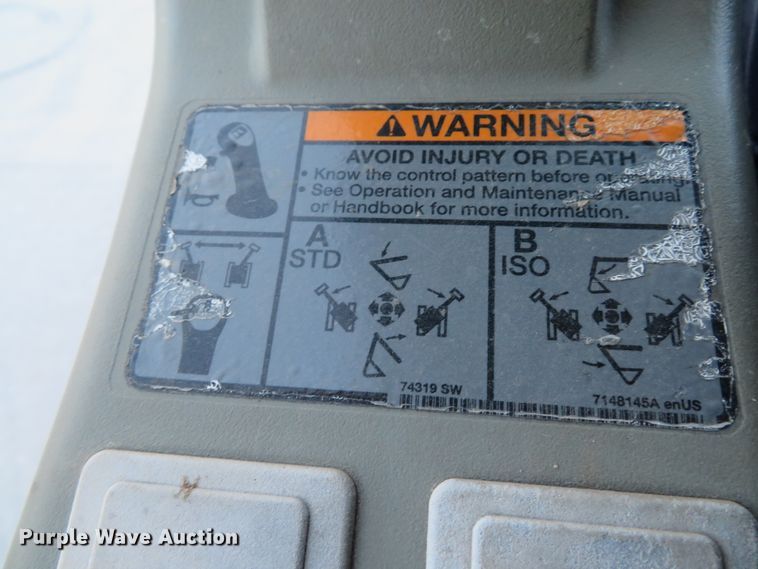 WARNING
AVOID INJURY OR DEATH
• Know the control pattern before operating.
• See Operation and Maintenance Manual
or Handbook for more information.
A
STD
B
ISO
74319 SW
7148145A enUS
Purple Wave Auction